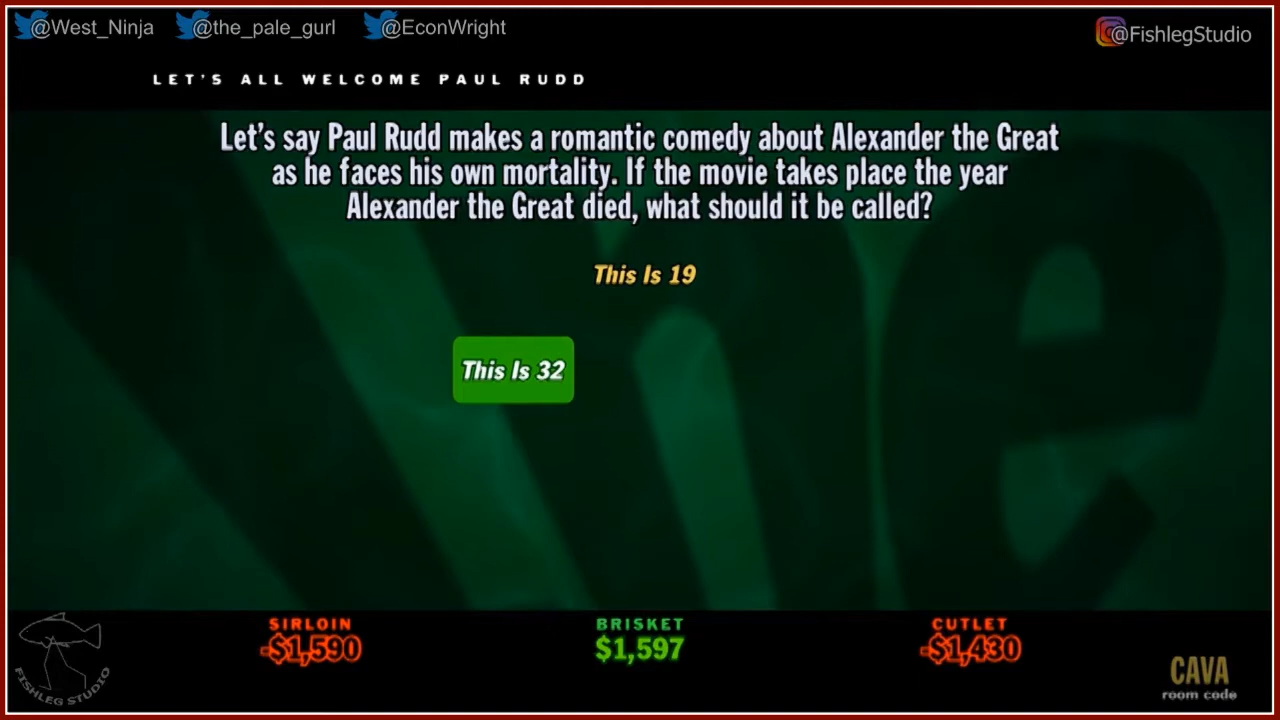 @West_Ninja @the_pale_gurl @EconWright
@FishlegStudio
LET'S ALL WELCOME PAUL RUDD
Let's say Paul Rudd makes a romantic comedy about Alexander the Great
as he faces his own mortality. If the movie takes place the year
Alexander the Great died, what should it be called?
This Is 19
This Is 32
SIRLOIN BRISKET CUTLET
-$1,590 $1,597 -$1,430
FISHLEG STUDIO
CAVA
room code